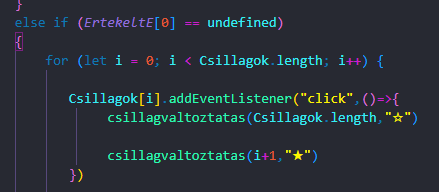 }
else if (ErtekeltE[0] == undefined)
{
for (let i = 0; i < Csillagok.length; i++) {
Csillagok[i].addEventListener("click",()=>{
csillagvaltoztatas(Csillagok.length,"☆")
csillagvaltoztatas(i+1,"★")
})